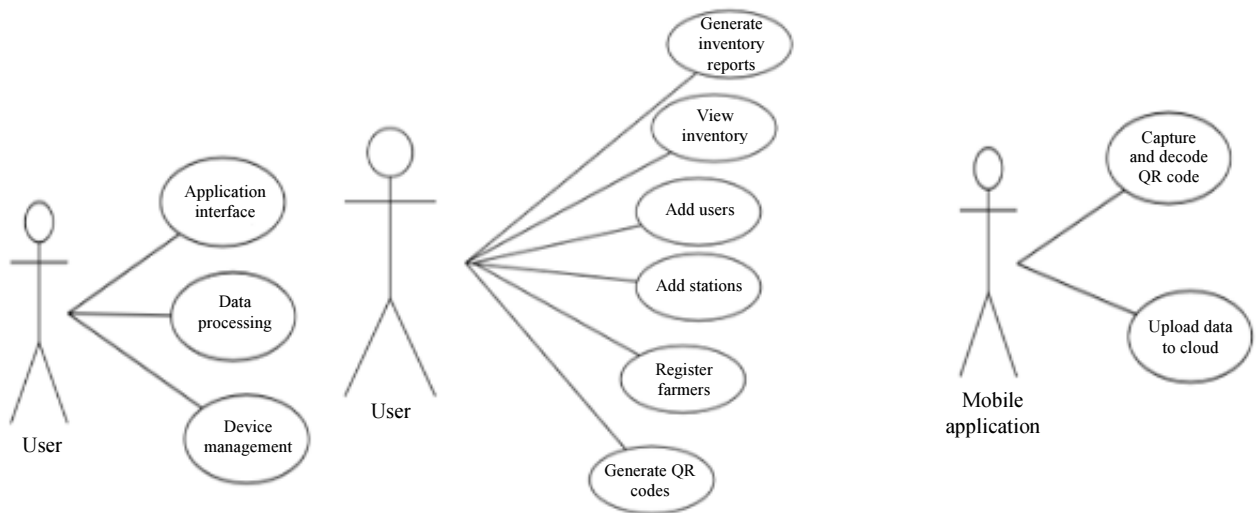 Application
interface
Data
processing
Device
management
User
Generate
inventory
reports
View
inventory
Add users
Add stations
Register
farmers
Generate QR
codes
User
Capture
and decode
QR code
Upload data
to cloud
Mobile
application